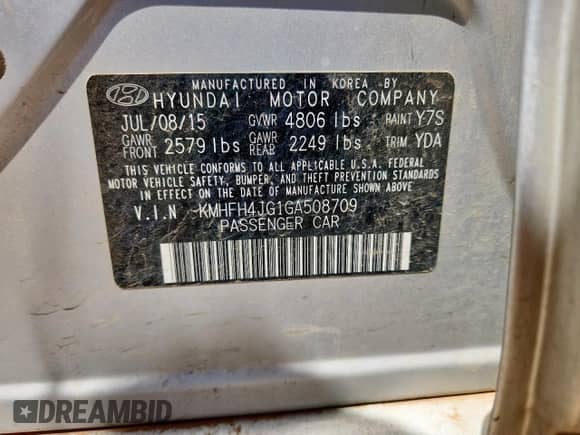 MANUFACTURED IN KOREA BY
HYUNDAI MOTOR COMPANY
JUL/08/15 GVWR 4806 lbs PAINT Y7S
GAWR FRONT 2579 lbs GAWR REAR 2249 lbs TRIM YDA
THIS VEHICLE CONFORMS TO ALL APPLICABLE U.S.A. FEDERAL
MOTOR VEHICLE SAFETY, BUMPER, AND THEFT PREVENTION STANDARDS
IN EFFECT ON THE DATE OF MANUFACTURE SHOWN ABOVE.
V.I.N KMHFH4JG1GA508709
PASSENGER CAR
DREAMBID